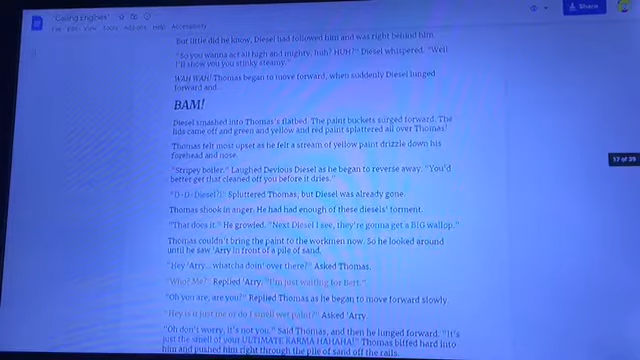 "Caring Engines"
File Edit View Tools Add-ons Help Accessibility
Share
But little did he know, Diesel had followed him and was right behind him.
"So you wanna act all high and mighty, huh? HUH?" Diesel whispered. "Well
I'll show you you stinky steamy."
WAH WAH! Thomas began to move forward, when suddenly Diesel lunged
forward and...
BAM!
Diesel smashed into Thomas's flatbed. The paint buckets surged forward. The
lids came off and green and yellow and red paint splattered all over Thomas!
Thomas felt most upset as he felt a stream of yellow paint drizzle down his
forehead and nose.
"Stripey boiler." Laughed Devious Diesel as he began to reverse away. "You'd
better get that cleaned off you before it dries."
"D-D-Diesel?!" Spluttered Thomas, but Diesel was already gone.
Thomas shook in anger. He had had enough of these diesels' torment.
"That does it." He growled. "Next Diesel I see, they're gonna get a BIG wallop."
Thomas couldn't bring the paint to the workmen now. So he looked around
until he saw 'Arry in front of a pile of sand.
"Hey 'Arry... whatcha doin' over there?" Asked Thomas.
"Who? Me?" Replied 'Arry. "I'm just waiting for Bert."
"Oh you are, are you?" Replied Thomas as he began to move forward slowly.
"Hey is it just me or do I smell wet paint?" Asked 'Arry.
"Oh don't worry, it's not you." Said Thomas, and then he lunged forward. "It's
just the smell of your ULTIMATE KARMA HAHAHA!" Thomas biffed hard into
him and pushed him right through the pile of sand off the rails.
17 of 39